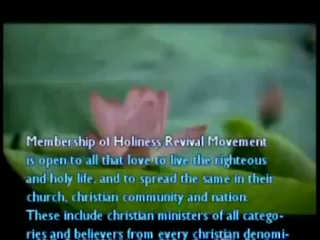 Membership of Holiness Revival Movement
is open to all that love to live the righteous
and holy life, and to spread the same in their
church, christian community and nation.
These include christian ministers of all catego-
ries and believers from every christian denomi-